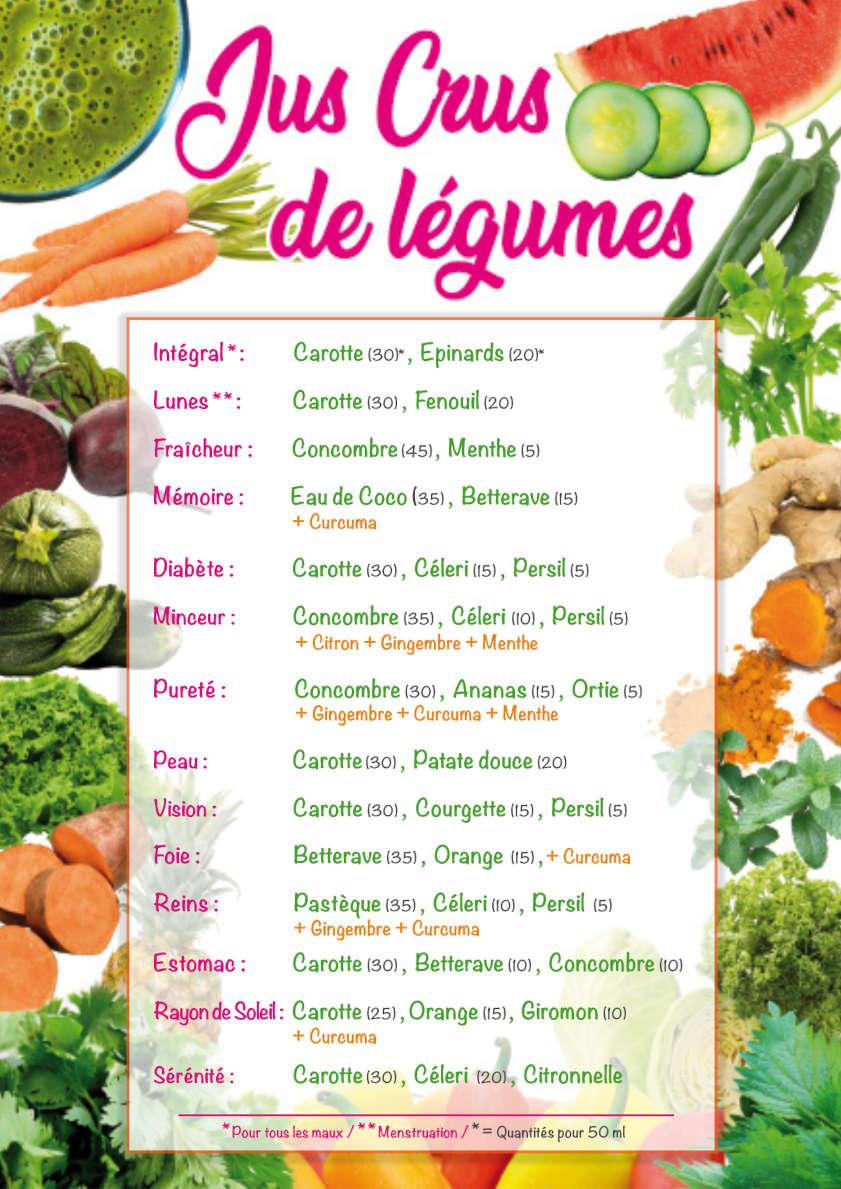 Jus Crus
de légumes
Intégral * : Carotte (30)*, Epinards (20)*
Lunes ** : Carotte (30), Fenouil (20)
Fraîcheur : Concombre (45), Menthe (5)
Mémoire : Eau de Coco (35), Betterave (15)
+ Curcuma
Diabète : Carotte (30), Céleri (15), Persil (5)
Minceur : Concombre (35), Céleri (10), Persil (5)
+ Citron + Gingembre + Menthe
Pureté : Concombre (30), Ananas (15), Ortie (5)
+ Gingembre + Curcuma + Menthe
Peau : Carotte (30), Patate douce (20)
Vision : Carotte (30), Courgette (15), Persil (5)
Foie : Betterave (35), Orange (15), + Curcuma
Reins : Pastèque (35), Céleri (10), Persil (5)
+ Gingembre + Curcuma
Estomac : Carotte (30), Betterave (10), Concombre (10)
Rayon de Soleil : Carotte (25), Orange (15), Giromon (10)
+ Curcuma
Sérénité : Carotte (30), Céleri (20), Citronnelle
* Pour tous les maux / ** Menstruation / * = Quantités pour 50 ml